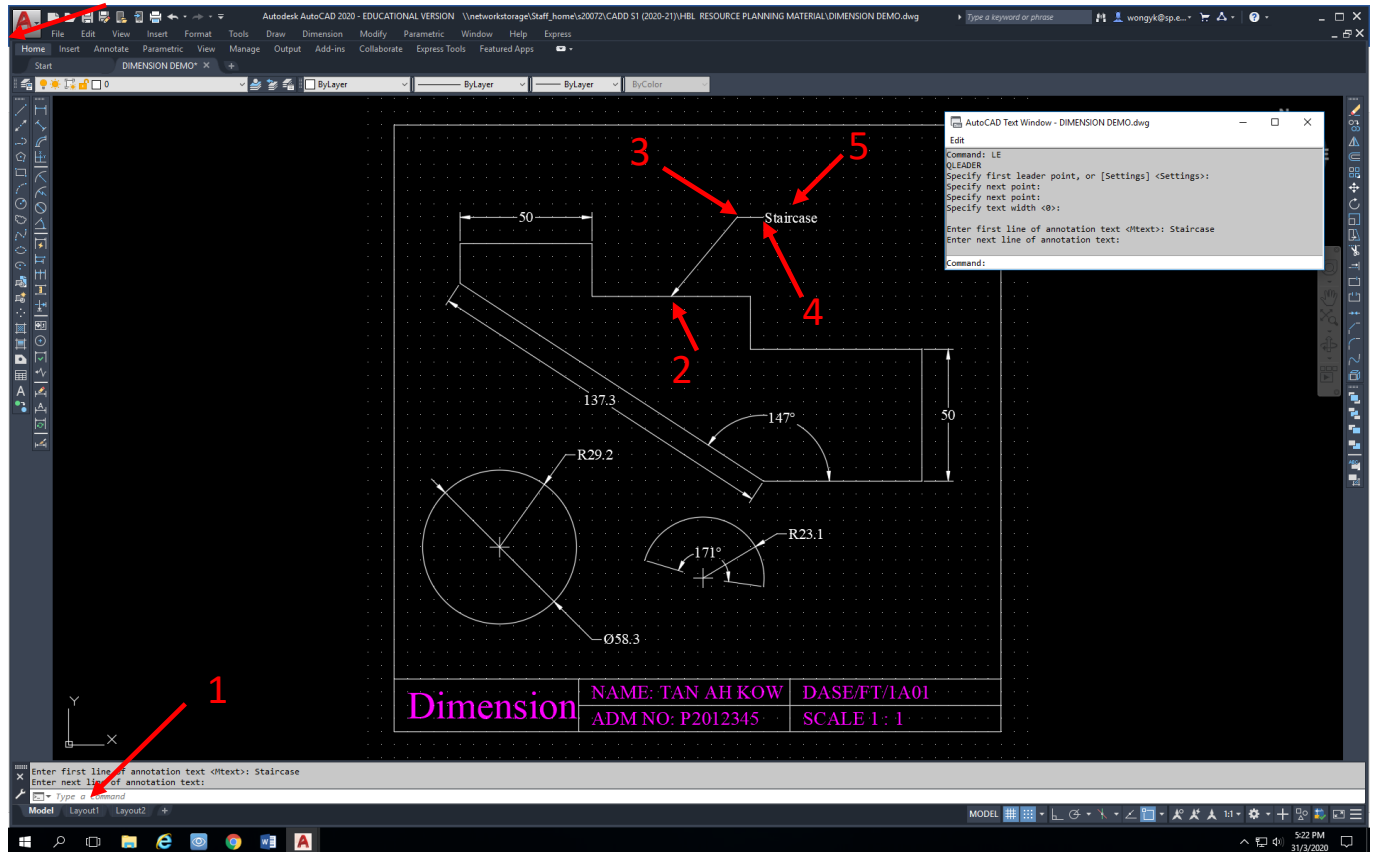 Autodesk AutoCAD 2020 - EDUCATIONAL VERSION \\networkstorage\Staff_home\s20072\CADD S1 (2020-21)\HBL RESOURCE PLANNING MATERIAL\DIMENSION DEMO.dwg
Type a keyword or phrase
wongyk@sp.e...
File Edit View Insert Format Tools Draw Dimension Modify Parametric Window Help Express
Home Insert Annotate Parametric View Manage Output Add-ins Collaborate Express Tools Featured Apps
Start DIMENSION DEMO* × +
0 ByLayer ByLayer ByLayer ByColor
AutoCAD Text Window - DIMENSION DEMO.dwg
Edit
Command: LE
QLEADER
Specify first leader point, or [Settings] <Settings>:
Specify next point:
Specify next point:
Specify text width <0>:
Enter first line of annotation text <Mtext>: Staircase
Enter next line of annotation text:
Command:
3
5
50
Staircase
4
2
137.3
147°
50
R29.2
R23.1
171°
Ø58.3
1
Dimension
NAME: TAN AH KOW
DASE/FT/1A01
ADM NO: P2012345
SCALE 1 : 1
Y
X
Enter first line of annotation text <Mtext>: Staircase
Enter next line of annotation text:
Type a command
Model Layout1 Layout2 +
MODEL
1:1
5:22 PM
31/3/2020